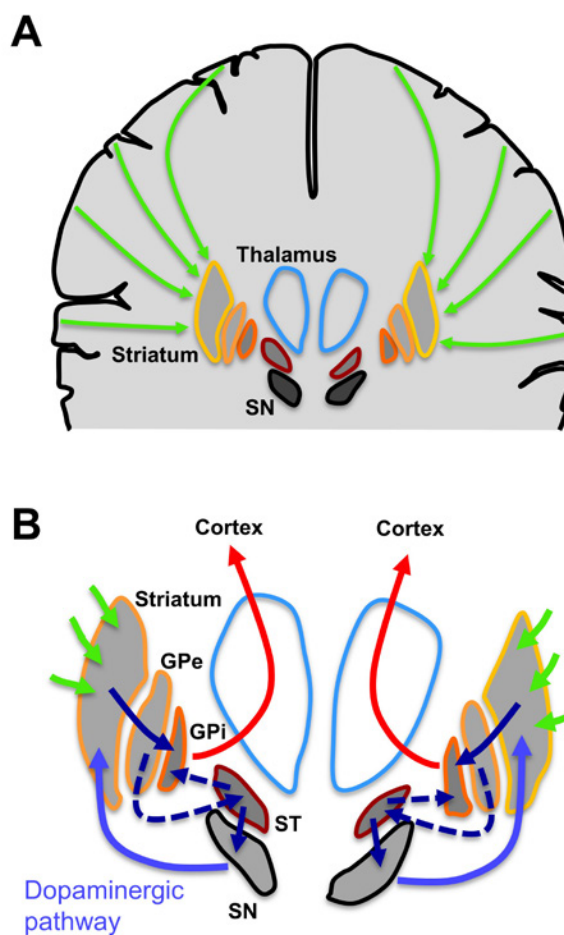 A
Thalamus
Striatum
SN
B
Cortex
Cortex
Striatum
GPe
GPi
ST
SN
Dopaminergic
pathway